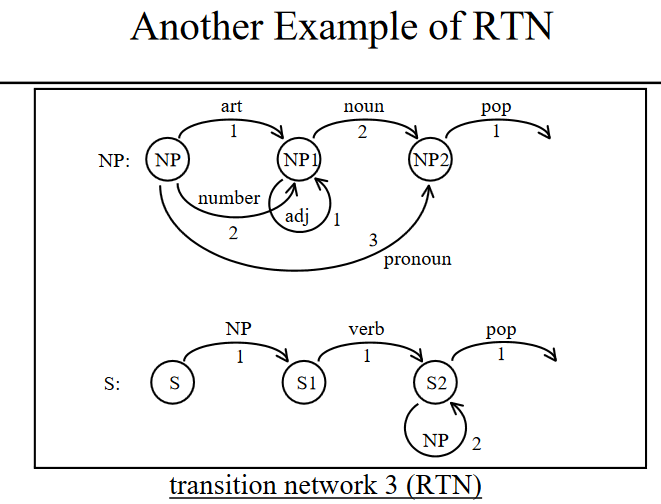 Another Example of RTN
art noun pop
1 2 1
NP: NP NP1 NP2
number adj 1
2 3
pronoun
NP verb pop
1 1 1
S: S S1 S2
NP 2
transition network 3 (RTN)